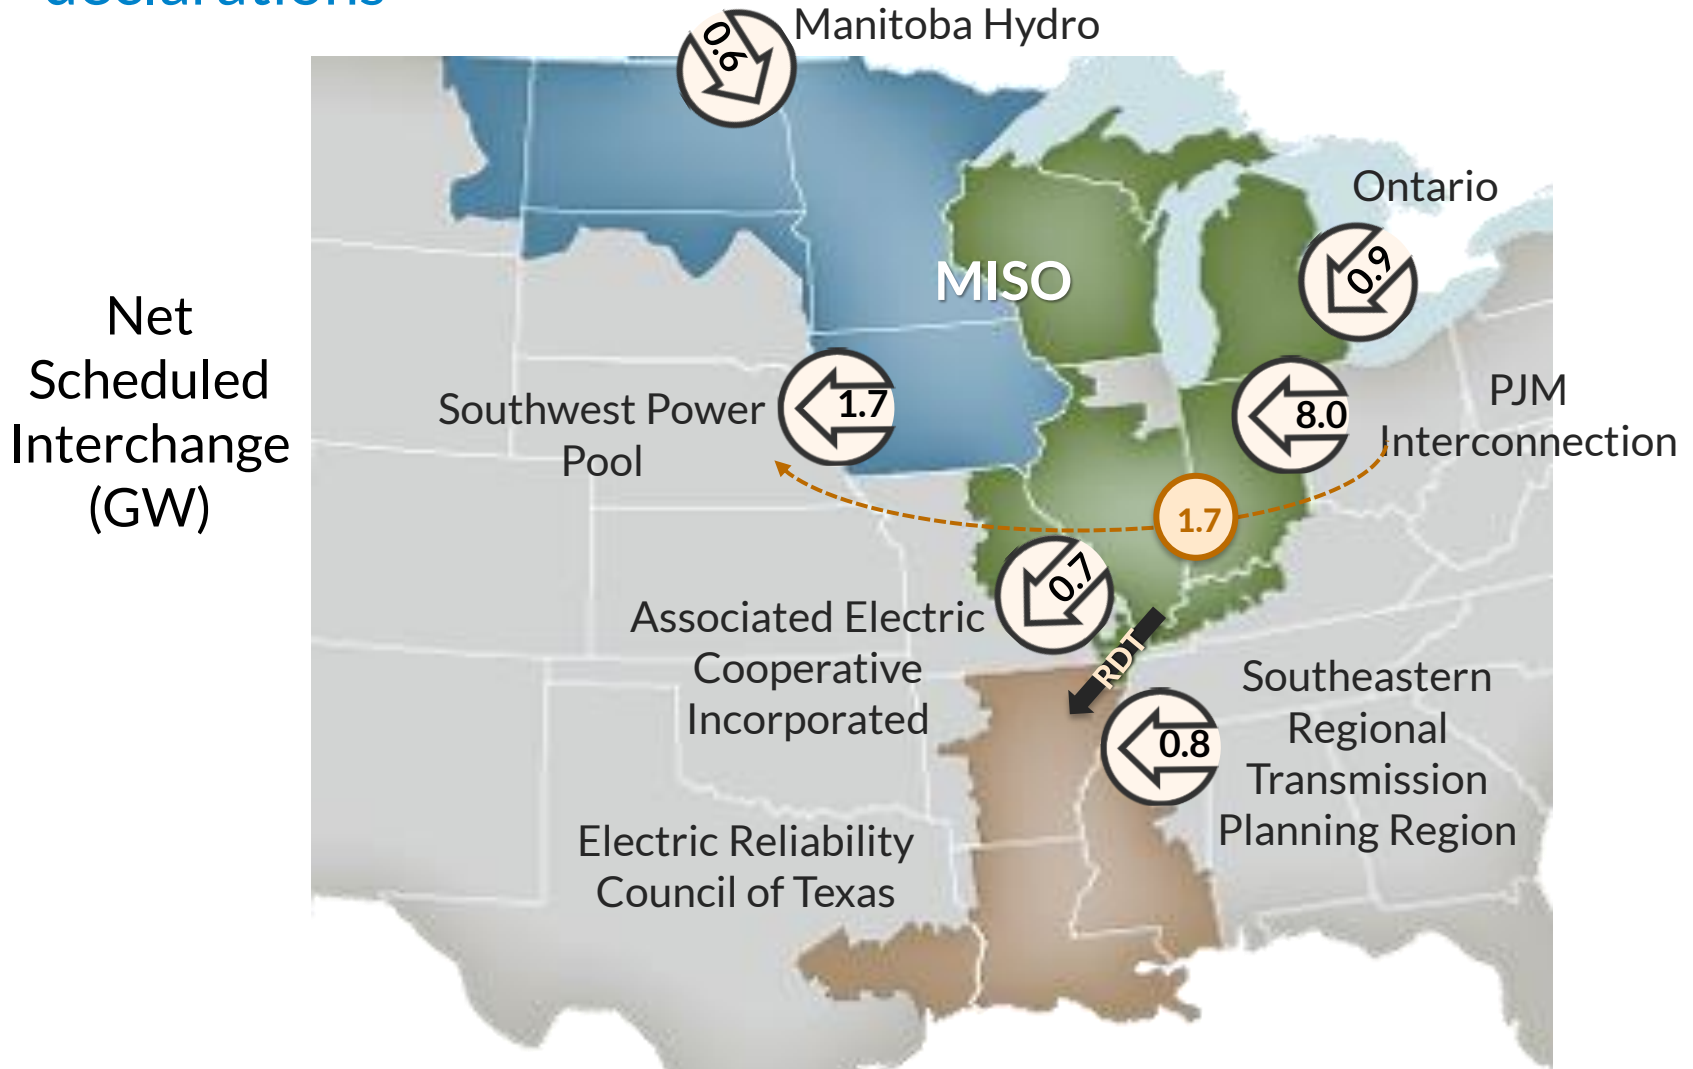 declarations
Manitoba Hydro
0.6
Ontario
0.9
MISO
Net
Scheduled
Interchange
(GW)
Southwest Power
Pool
1.7
8.0
PJM
Interconnection
1.7
0.7
Associated Electric
Cooperative
Incorporated
RDT
Southeastern
Regional
Transmission
Planning Region
0.8
Electric Reliability
Council of Texas